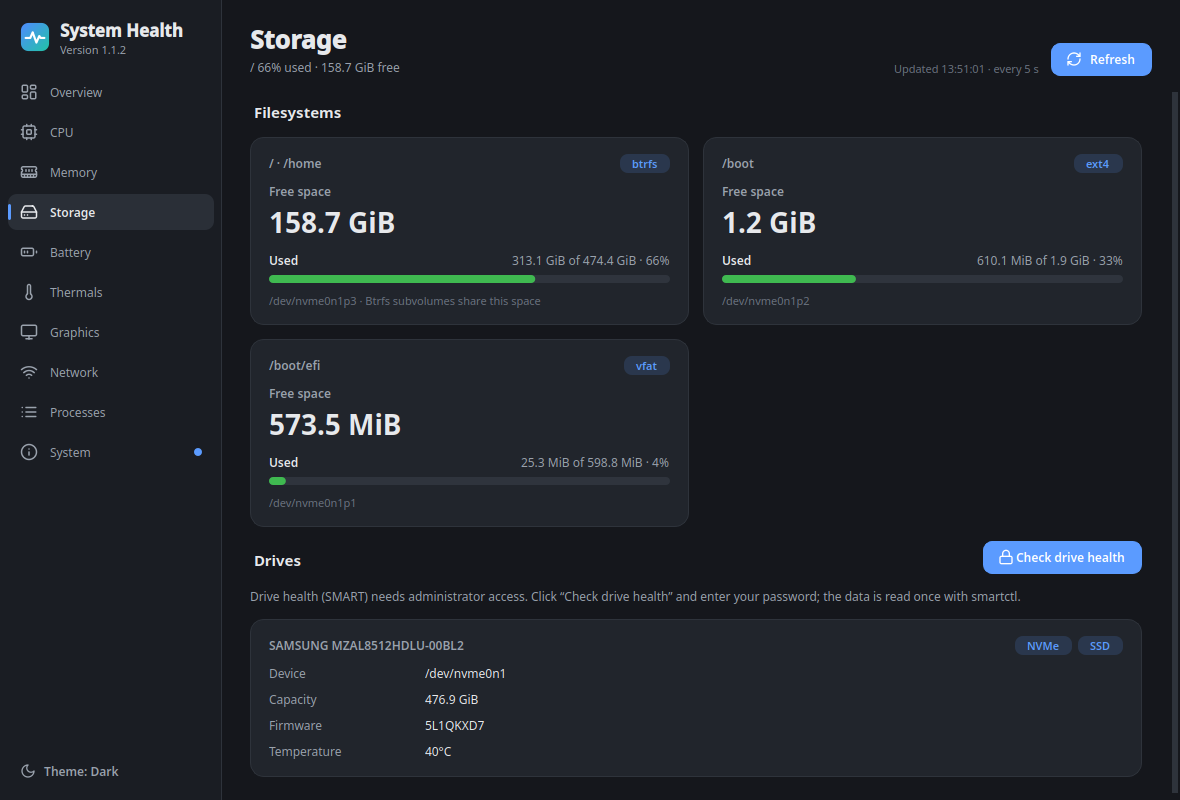 System Health
Version 1.1.2
Overview
CPU
Memory
Storage
Battery
Thermals
Graphics
Network
Processes
System
Theme: Dark
Storage
/ 66% used · 158.7 GiB free
Updated 13:51:01 · every 5 s
Refresh
Filesystems
/ · /home
btrfs
Free space
158.7 GiB
Used
313.1 GiB of 474.4 GiB · 66%
/dev/nvme0n1p3 · Btrfs subvolumes share this space
/boot
ext4
Free space
1.2 GiB
Used
610.1 MiB of 1.9 GiB · 33%
/dev/nvme0n1p2
/boot/efi
vfat
Free space
573.5 MiB
Used
25.3 MiB of 598.8 MiB · 4%
/dev/nvme0n1p1
Drives
Check drive health
Drive health (SMART) needs administrator access. Click “Check drive health” and enter your password; the data is read once with smartctl.
SAMSUNG MZAL8512HDLU-00BL2
NVMe
SSD
Device /dev/nvme0n1
Capacity 476.9 GiB
Firmware 5L1QKXD7
Temperature 40°C